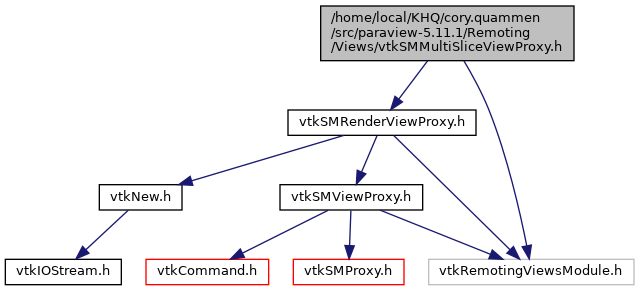 /home/local/KHQ/cory.quammen
/src/paraview-5.11.1/Remoting
/Views/vtkSMMultiSliceViewProxy.h
vtkSMRenderViewProxy.h
vtkNew.h
vtkSMViewProxy.h
vtkIOStream.h
vtkCommand.h
vtkSMProxy.h
vtkRemotingViewsModule.h